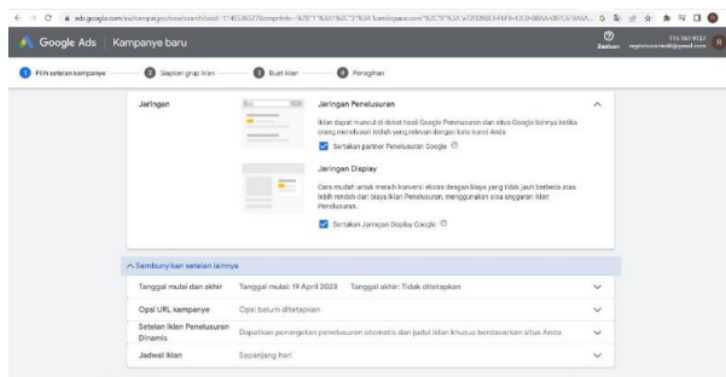 Google Ads | Kampanye baru
Bantuan
1 Pilih setelan kampanye
2 Siapkan grup iklan
3 Buat iklan
4 Penagihan
Jaringan
Jaringan Penelusuran
Iklan dapat muncul di dekat hasil Google Penelusuran dan situs Google lainnya ketika
orang menelusuri istilah yang relevan dengan kata kunci Anda
Sertakan partner Penelusuran Google
Jaringan Display
Cara mudah untuk meraih konversi ekstra dengan biaya yang tidak jauh berbeda atau
lebih rendah dari biaya iklan Penelusuran, menggunakan sisa anggaran iklan
Penelusuran.
Sertakan Jaringan Display Google
Sembunyikan setelan lainnya
Tanggal mulai dan akhir Tanggal mulai: 19 April 2023 Tanggal akhir: Tidak ditetapkan
Opsi URL kampanye Opsi belum ditetapkan
Setelan Iklan Penelusuran
Dinamis
Dapatkan penargetan penelusuran otomatis dan judul iklan khusus berdasarkan situs Anda
Jadwal iklan Sepanjang hari